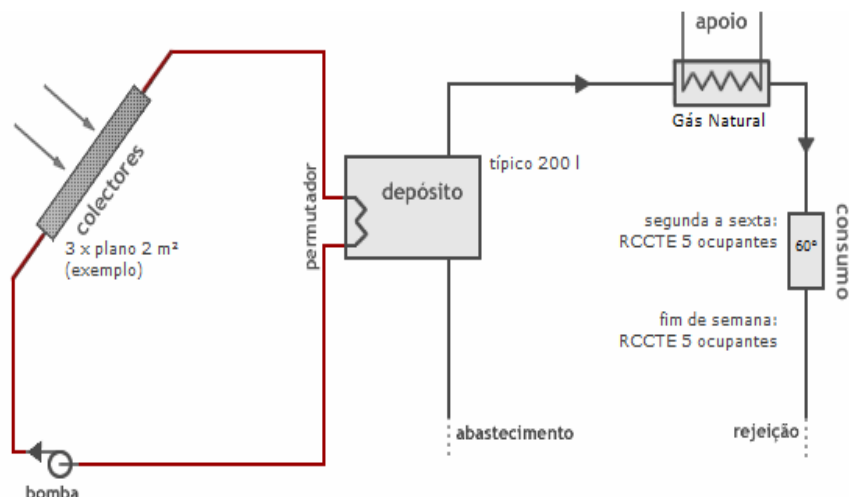 apoio
Gás Natural
colectores
3 x plano 2 m²
(exemplo)
permutador
depósito
típico 200 l
segunda a sexta:
RCCTE 5 ocupantes
60°
consumo
fim de semana:
RCCTE 5 ocupantes
abastecimento
rejeição
bomba